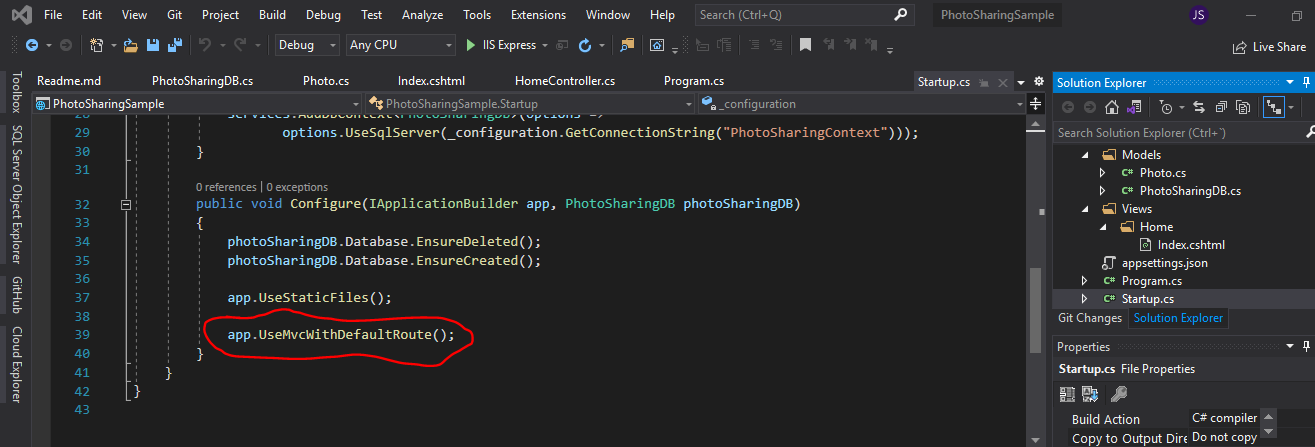 File Edit View Git Project Build Debug Test Analyze Tools Extensions Window Help Search (Ctrl+Q) PhotoSharingSample JS
Debug Any CPU IIS Express Live Share
Toolbox
SQL Server Object Explorer
GitHub
Cloud Explorer
Readme.md PhotoSharingDB.cs Photo.cs Index.cshtml HomeController.cs Program.cs Startup.cs
PhotoSharingSample PhotoSharingSample.Startup _configuration
28 services.AddDbContext<PhotoSharingDB>(options =>
29 options.UseSqlServer(_configuration.GetConnectionString("PhotoSharingContext")));
30 }
31
0 references | 0 exceptions
32 public void Configure(IApplicationBuilder app, PhotoSharingDB photoSharingDB)
33 {
34 photoSharingDB.Database.EnsureDeleted();
35 photoSharingDB.Database.EnsureCreated();
36
37 app.UseStaticFiles();
38
39 app.UseMvcWithDefaultRoute();
40 }
41 }
42 }
43
Solution Explorer
Search Solution Explorer (Ctrl+`)
Models
C# Photo.cs
C# PhotoSharingDB.cs
Views
Home
Index.cshtml
appsettings.json
C# Program.cs
C# Startup.cs
Git Changes Solution Explorer
Properties
Startup.cs File Properties
Build Action C# compiler
Copy to Output Dire Do not copy